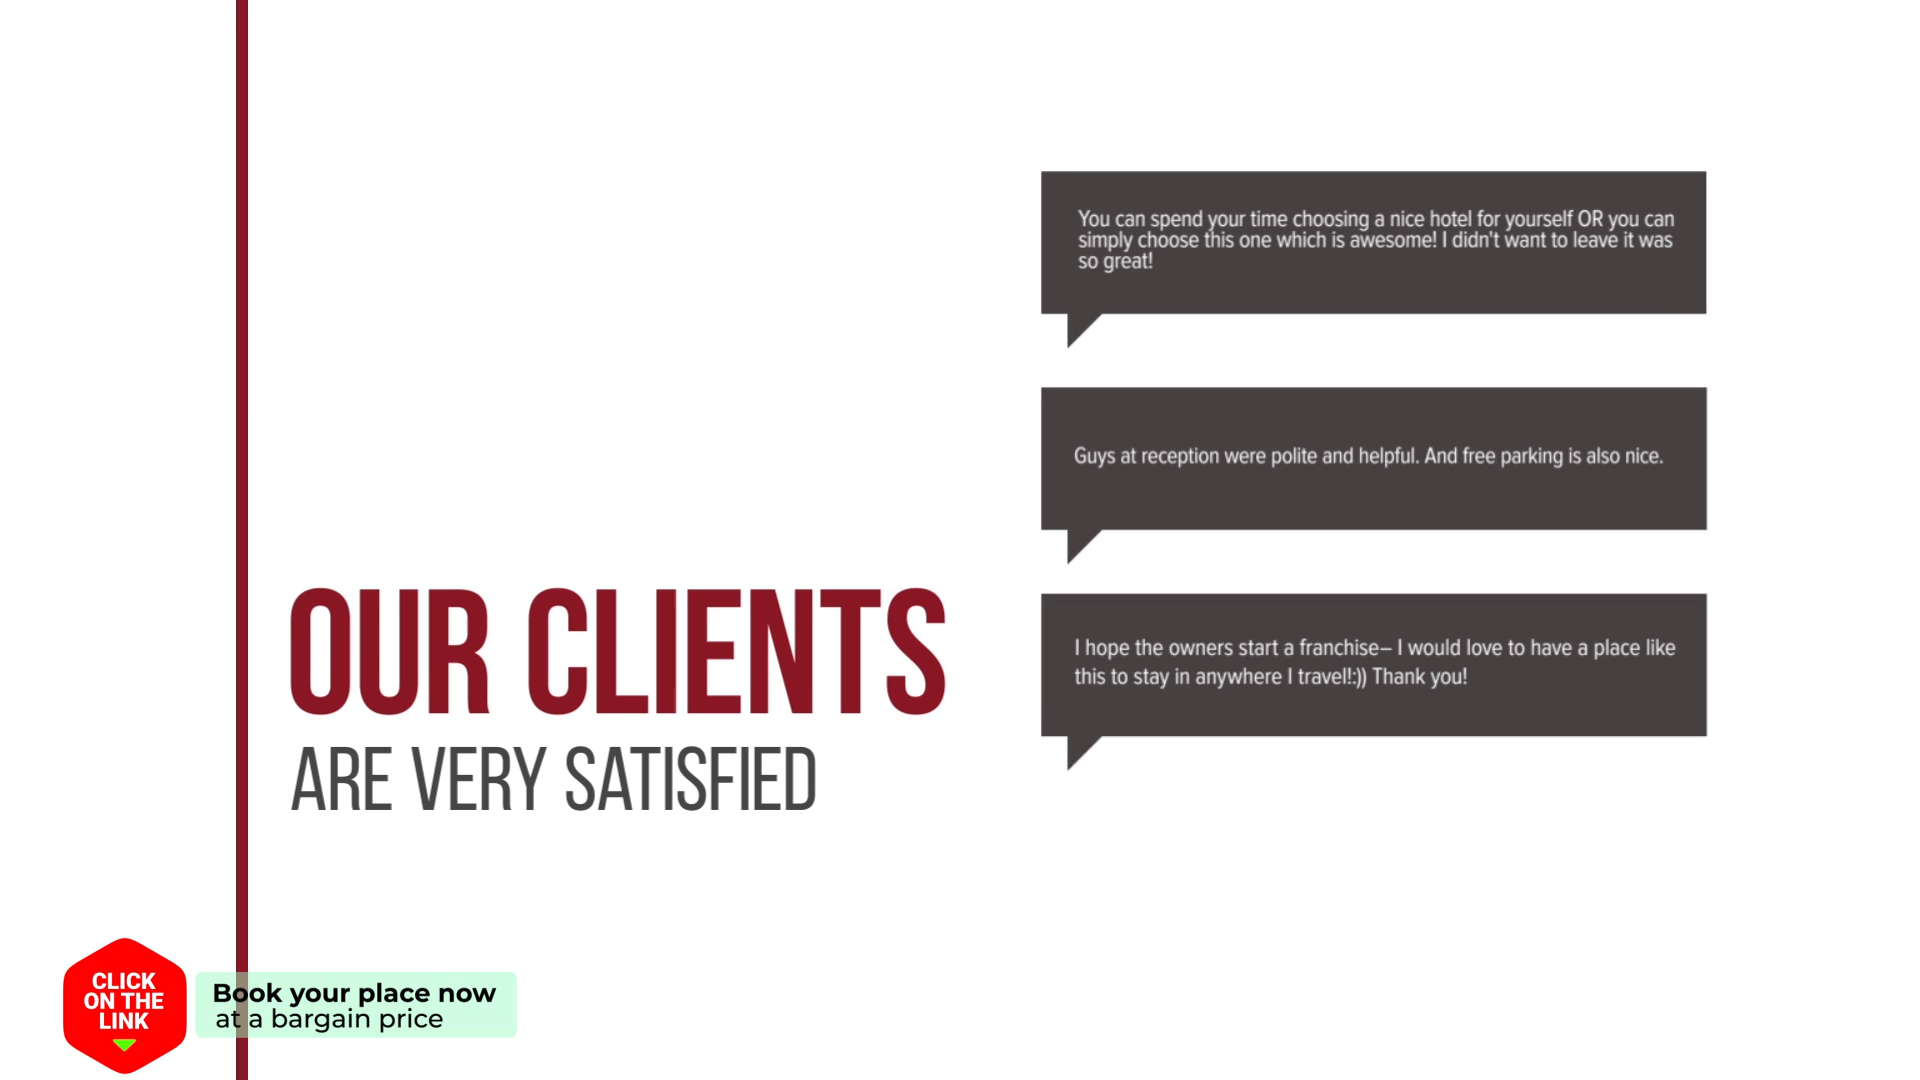 You can spend your time choosing a nice hotel for yourself OR you can
simply choose this one which is awesome! I didn't want to leave it was
so great!
Guys at reception were polite and helpful. And free parking is also nice.
I hope the owners start a franchise– I would love to have a place like
this to stay in anywhere I travel!:)) Thank you!
OUR CLIENTS
ARE VERY SATISFIED
CLICK
ON THE
LINK
Book your place now
at a bargain price